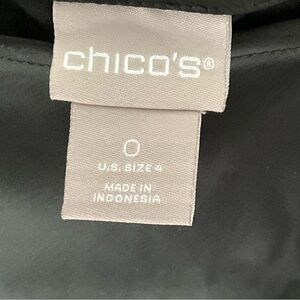 chico's®
0
U.S. SIZE 4
MADE IN
INDONESIA